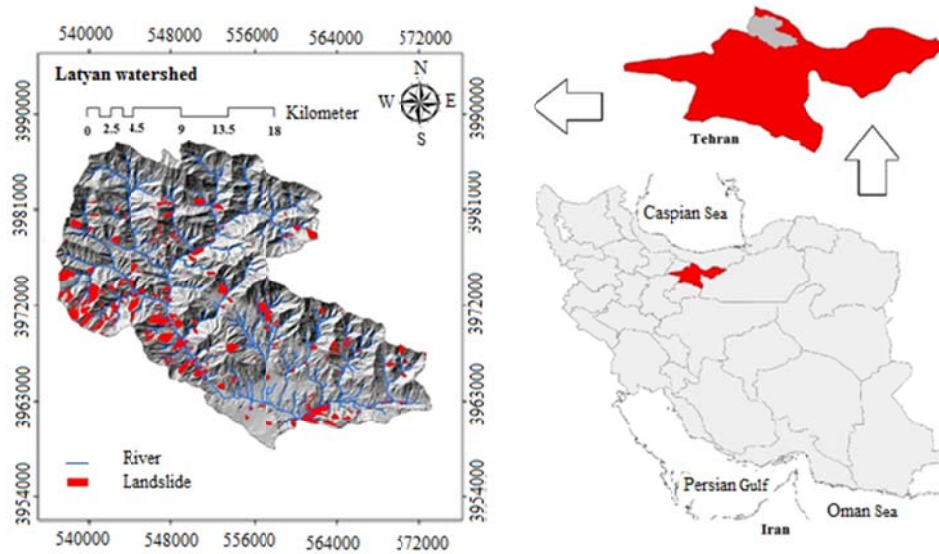 540000 548000 556000 564000 572000
Latyan watershed
N
W E
S
Kilometer
0 2.5 4.5 9 13.5 18
3990000
3981000
3972000
3963000
3954000
3990000
3981000
3972000
3963000
3954000
River
Landslide
540000 548000 556000 564000 572000
Tehran
Caspian Sea
Persian Gulf
Oman Sea
Iran